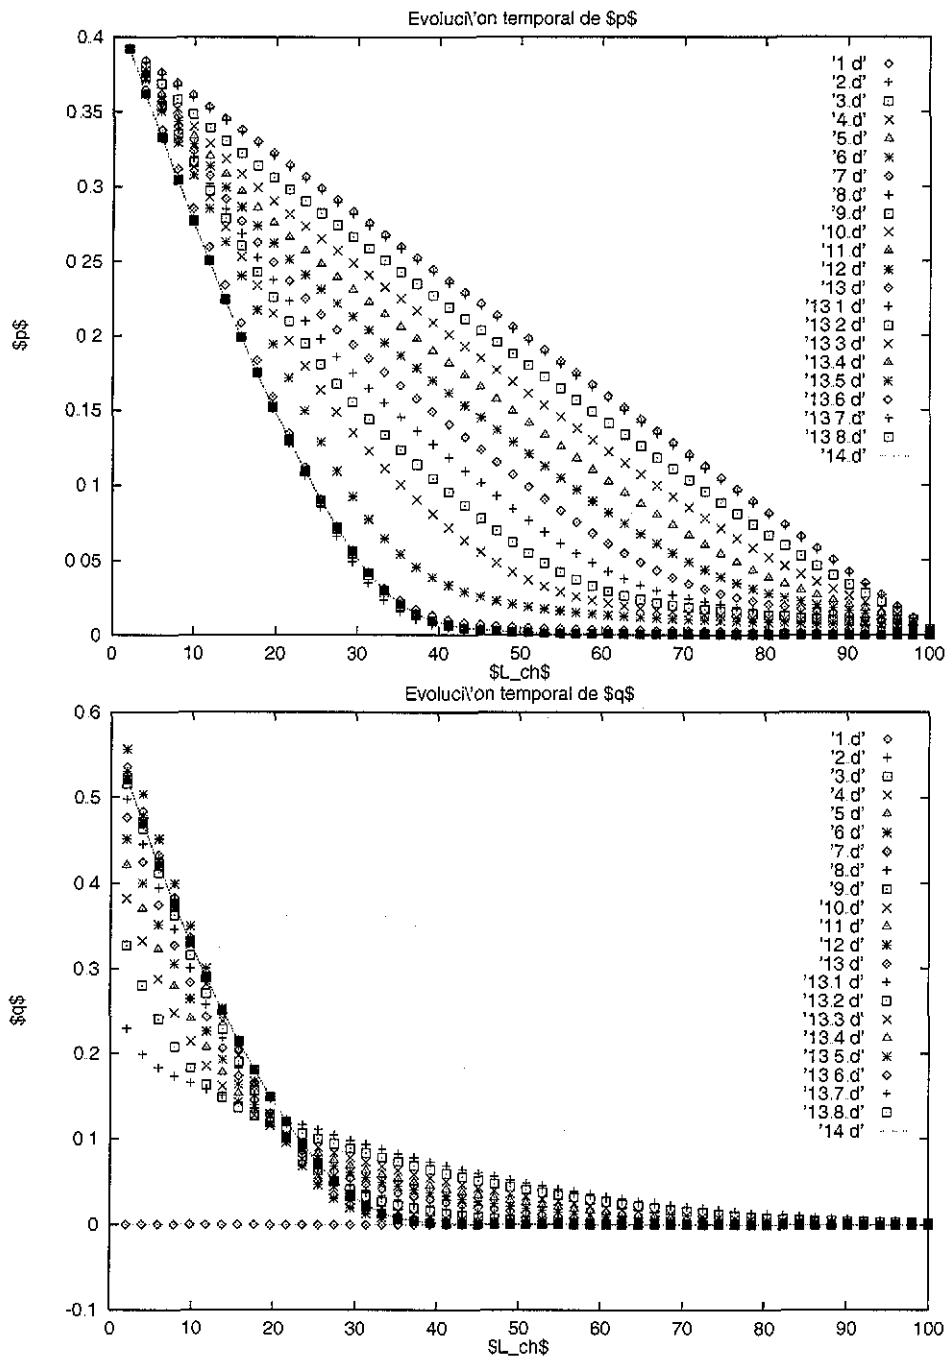 Evoluci\'on temporal de $p$
0.4
0.35
0.3
0 25
0 2
0.15
0.1
0 05
0
$p$
'1 d'
'2.d'
'3.d'
'4.d'
'5.d'
'6 d'
'7 d'
'8.d'
'9.d'
'10.d'
'11.d'
'12 d'
'13 d'
'13 1 d'
'13 2 d'
'13 3 d'
'13.4 d'
'13.5 d'
'13.6 d'
'13 7 d'
'13 8 d'
'14.d'
0 10 20 30 40 50 60 70 80 90 100
$L_ch$
Evoluci\'on temporal de $q$
0.6
0.5
0.4
0.3
0.2
0.1
0
-0.1
$q$
'1.d'
'2.d'
'3 d'
'4 d'
'5 d'
'6 d'
'7.d'
'8.d'
'9.d'
'10.d'
'11 d'
'12 d'
'13 d'
'13.1 d'
'13.2 d'
'13.3 d'
'13.4 d'
'13 5.d'
'13 6.d'
'13.7.d'
'13.8.d'
'14 d'
0 10 20 30 40 50 60 70 80 90 100
$L_ch$